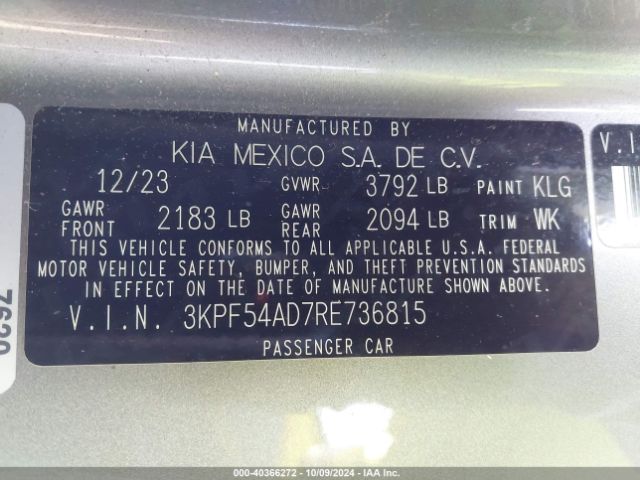 MANUFACTURED BY
KIA MEXICO S.A. DE C.V.
12/23 GVWR 3792 LB PAINT KLG
GAWR FRONT 2183 LB GAWR REAR 2094 LB TRIM WK
THIS VEHICLE CONFORMS TO ALL APPLICABLE U.S.A. FEDERAL
MOTOR VEHICLE SAFETY, BUMPER, AND THEFT PREVENTION STANDARDS
IN EFFECT ON THE DATE OF MANUFACTURE SHOWN ABOVE.
V.I.N. 3KPF54AD7RE736815
PASSENGER CAR
V.I
7620
000-40366272 - 10/09/2024 - IAA Inc.